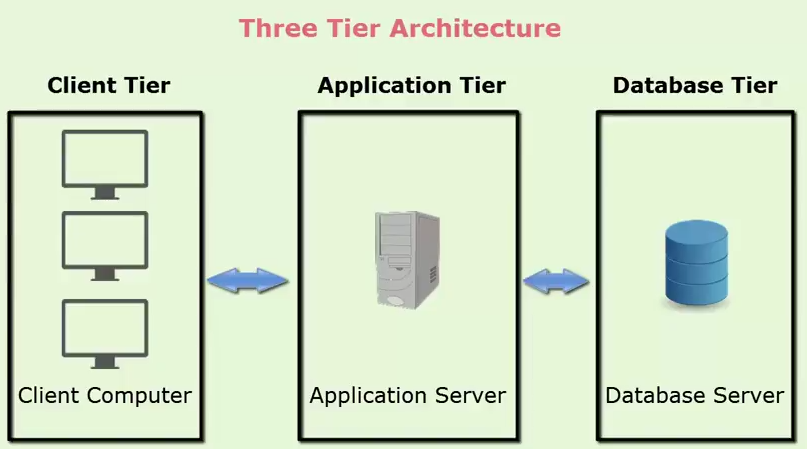 Three Tier Architecture
Client Tier
Application Tier
Database Tier
Client Computer
Application Server
Database Server